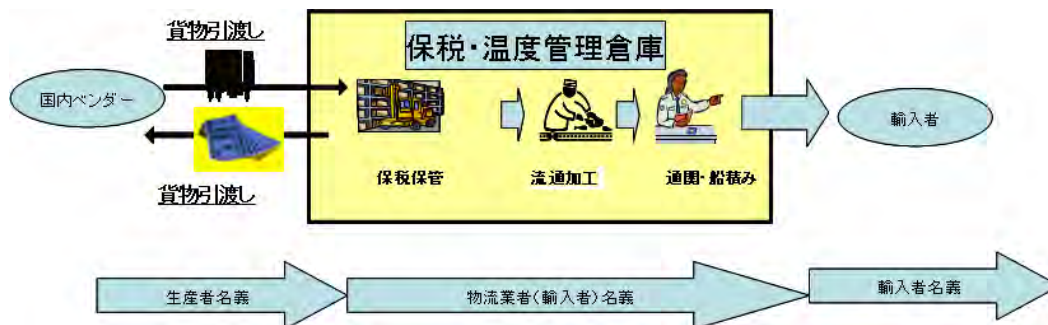 貨物引渡し
保税・温度管理倉庫
国内ベンダー
輸入者
保税保管
流通加工
通関・船積み
貨物引渡し
生産者名義
物流業者(輸入者)名義
輸入者名義